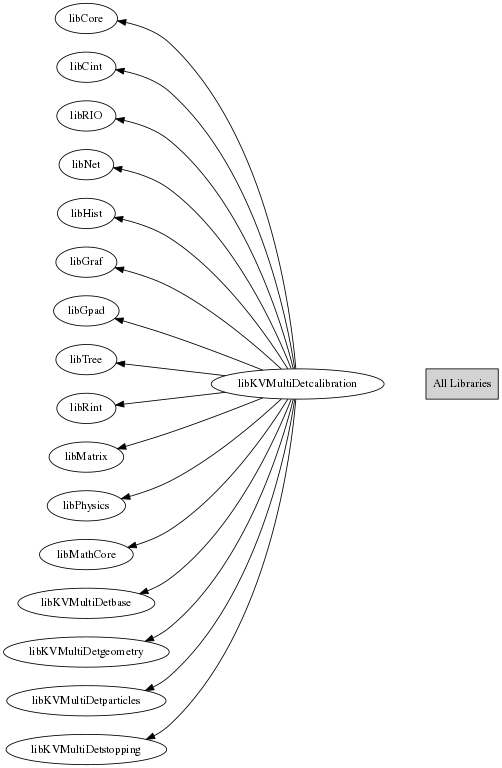 libCore
libCint
libRIO
libNet
libHist
libGraf
libGpad
libTree
libKVMultiDetcalibration
All Libraries
libRint
libMatrix
libPhysics
libMathCore
libKVMultiDetbase
libKVMultiDetgeometry
libKVMultiDetparticles
libKVMultiDetstopping